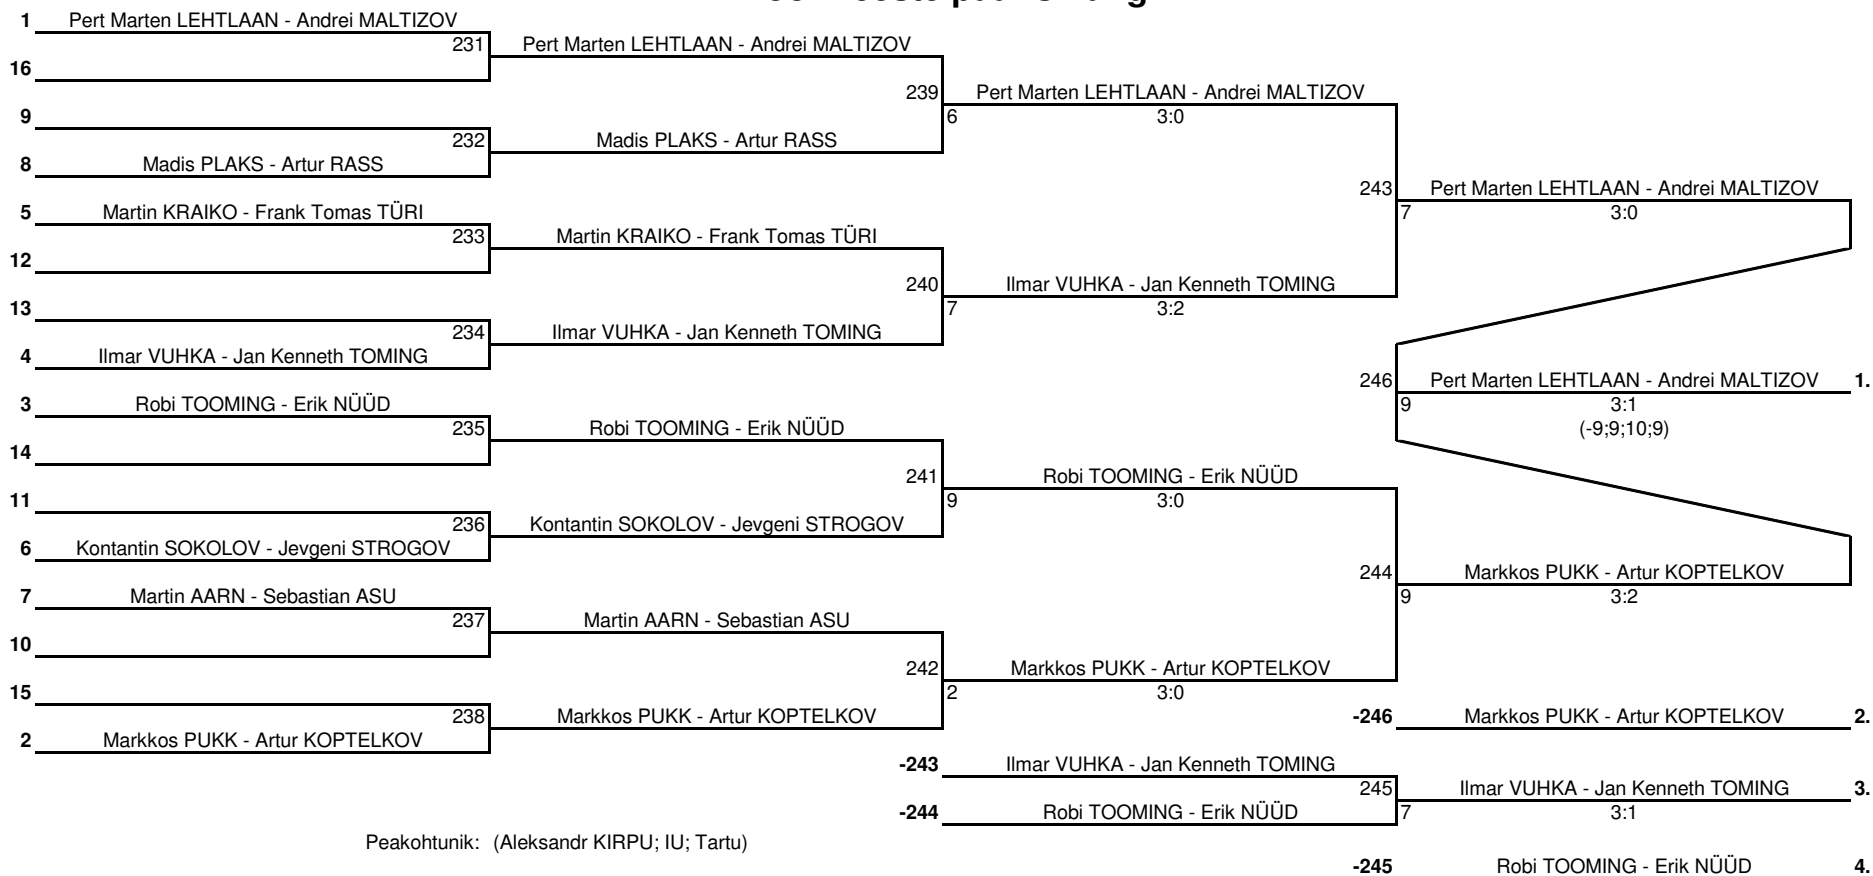 1 Pert Marten LEHTLAAN - Andrei MALTIZOV
231 Pert Marten LEHTLAAN - Andrei MALTIZOV
16
239 Pert Marten LEHTLAAN - Andrei MALTIZOV
9
6 3:0
232 Madis PLAKS - Artur RASS
8 Madis PLAKS - Artur RASS
243 Pert Marten LEHTLAAN - Andrei MALTIZOV
5 Martin KRAIKO - Frank Tomas TÜRI
7 3:0
233 Martin KRAIKO - Frank Tomas TÜRI
12
240 Ilmar VUHKA - Jan Kenneth TOMING
13
7 3:2
234 Ilmar VUHKA - Jan Kenneth TOMING
4 Ilmar VUHKA - Jan Kenneth TOMING
246 Pert Marten LEHTLAAN - Andrei MALTIZOV 1.
3 Robi TOOMING - Erik NÜÜD
9 3:1
235 Robi TOOMING - Erik NÜÜD
(-9;9;10;9)
14
241 Robi TOOMING - Erik NÜÜD
11
9 3:0
236 Kontantin SOKOLOV - Jevgeni STROGOV
6 Kontantin SOKOLOV - Jevgeni STROGOV
244 Markkos PUKK - Artur KOPTELKOV
7 Martin AARN - Sebastian ASU
9 3:2
237 Martin AARN - Sebastian ASU
10
242 Markkos PUKK - Artur KOPTELKOV
15
2 3:0
238 Markkos PUKK - Artur KOPTELKOV
-246 Markkos PUKK - Artur KOPTELKOV 2.
2 Markkos PUKK - Artur KOPTELKOV
-243 Ilmar VUHKA - Jan Kenneth TOMING
245 Ilmar VUHKA - Jan Kenneth TOMING 3.
-244 Robi TOOMING - Erik NÜÜD
7 3:1
Peakohtunik: (Aleksandr KIRPU; IU; Tartu)
-245 Robi TOOMING - Erik NÜÜD 4.